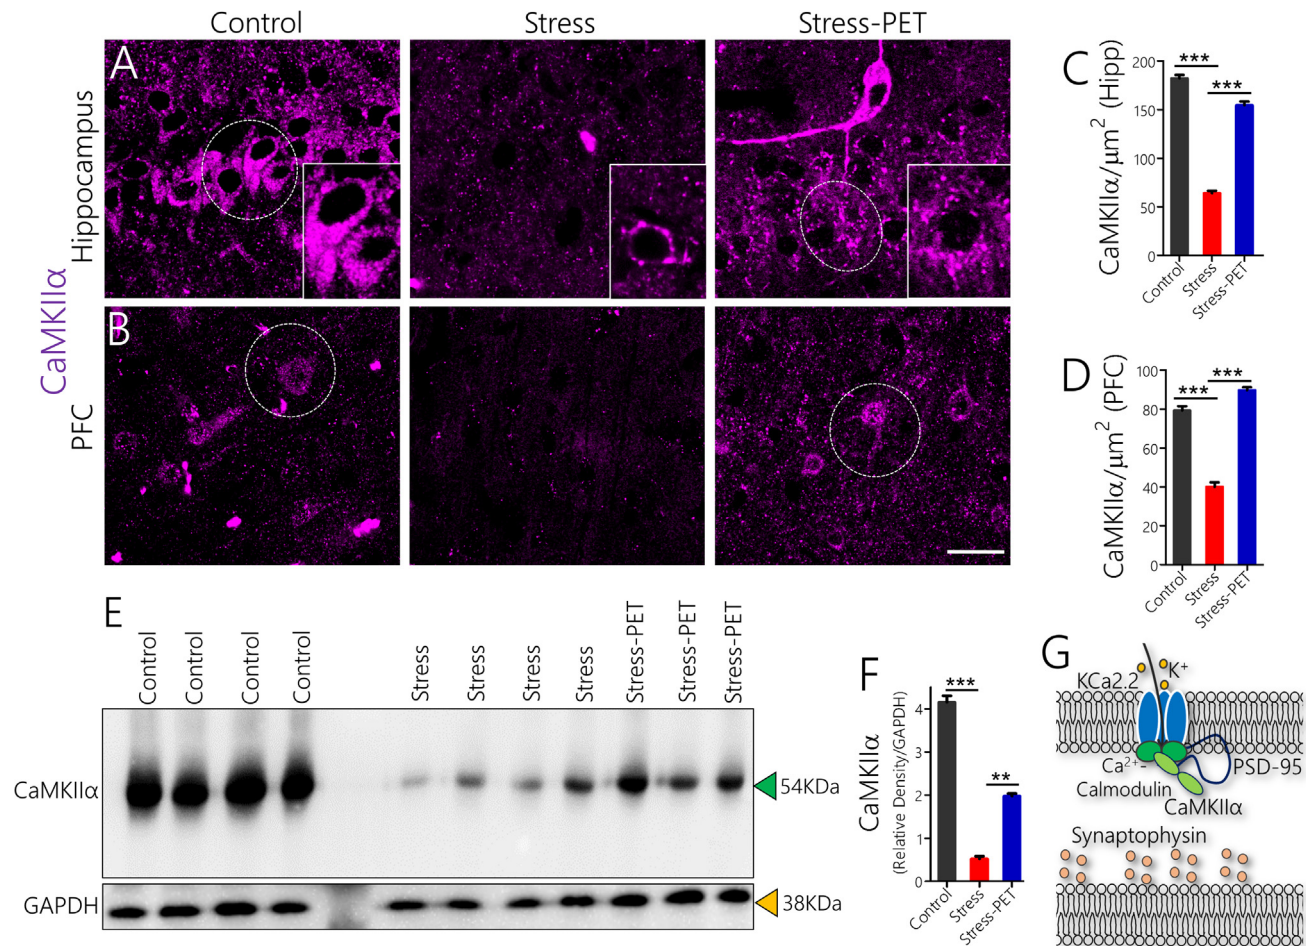 Control
Stress
Stress-PET
CaMKIIα
Hippocampus
PFC
A
B
C
CaMKIIα/μm² (Hipp)
200
150
100
50
0
***
***
Control
Stress
Stress-PET
D
CaMKIIα/μm² (PFC)
100
80
60
40
20
0
***
***
Control
Stress
Stress-PET
E
Control
Control
Control
Control
Stress
Stress
Stress
Stress
Stress-PET
Stress-PET
Stress-PET
CaMKIIα
54KDa
GAPDH
38KDa
F
CaMKIIα
(Relative Density/GAPDH)
4
3
2
1
0
***
**
Control
Stress
Stress-PET
G
K⁺
KCa2.2
Ca²⁺-
PSD-95
Calmodulin
CaMKIIα
Synaptophysin